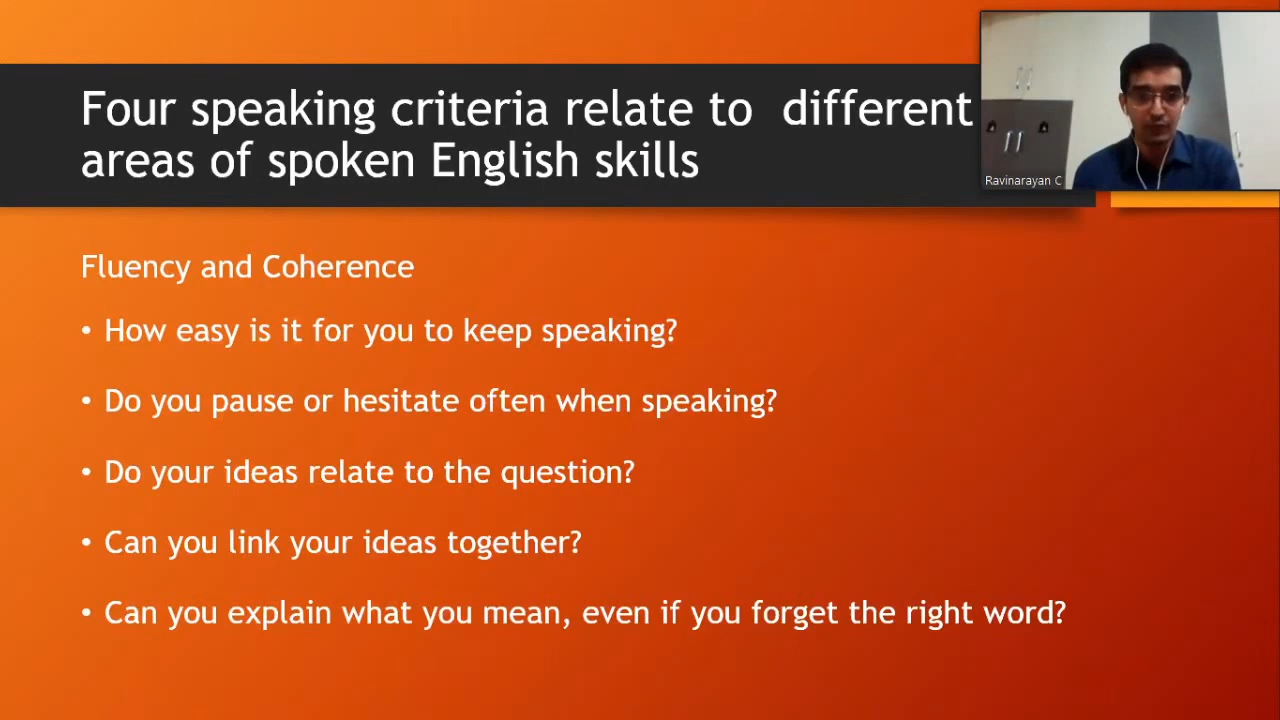 Four speaking criteria relate to different
areas of spoken English skills
Ravinarayan C
Fluency and Coherence
• How easy is it for you to keep speaking?
• Do you pause or hesitate often when speaking?
• Do your ideas relate to the question?
• Can you link your ideas together?
• Can you explain what you mean, even if you forget the right word?